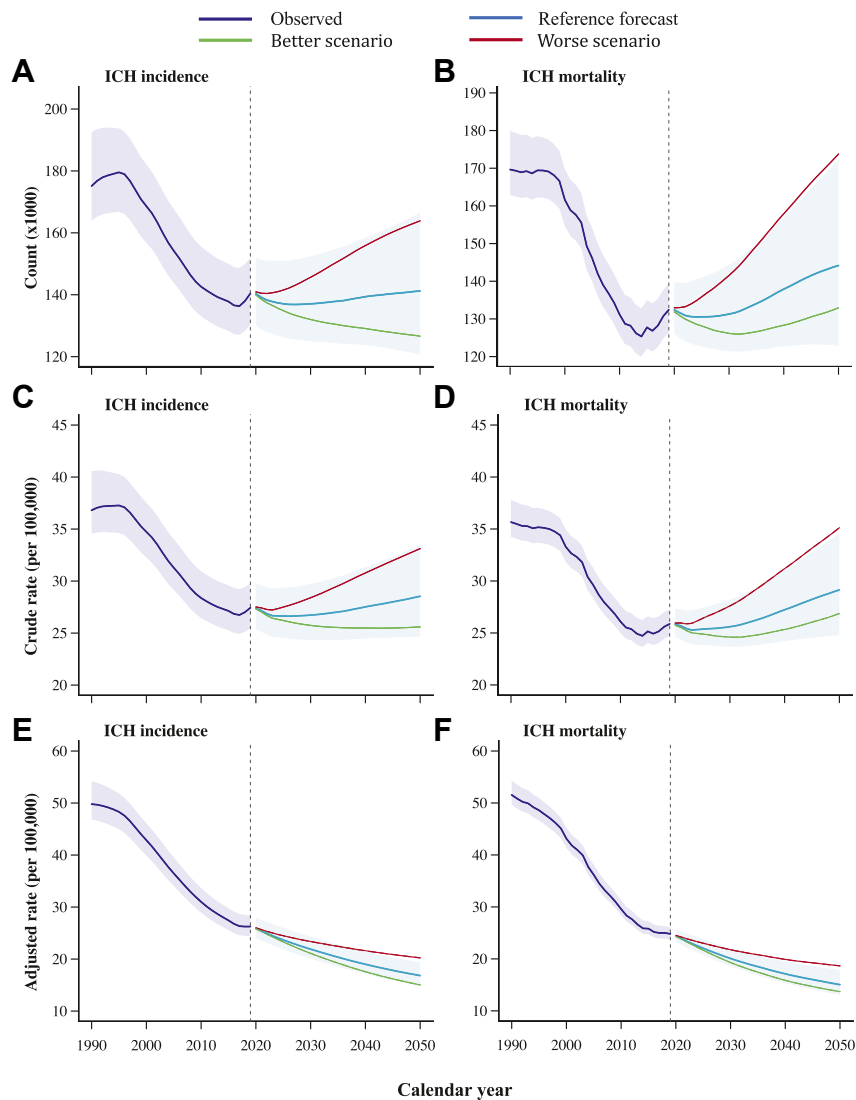 Observed
Reference forecast
Better scenario
Worse scenario
A
ICH incidence
B
ICH mortality
Count (x1000)
200
180
160
140
120
190
180
170
160
150
140
130
120
C
ICH incidence
D
ICH mortality
Crude rate (per 100,000)
45
40
35
30
25
20
45
40
35
30
25
20
E
ICH incidence
F
ICH mortality
Adjusted rate (per 100,000)
60
50
40
30
20
10
60
50
40
30
20
10
1990 2000 2010 2020 2030 2040 2050
1990 2000 2010 2020 2030 2040 2050
Calendar year